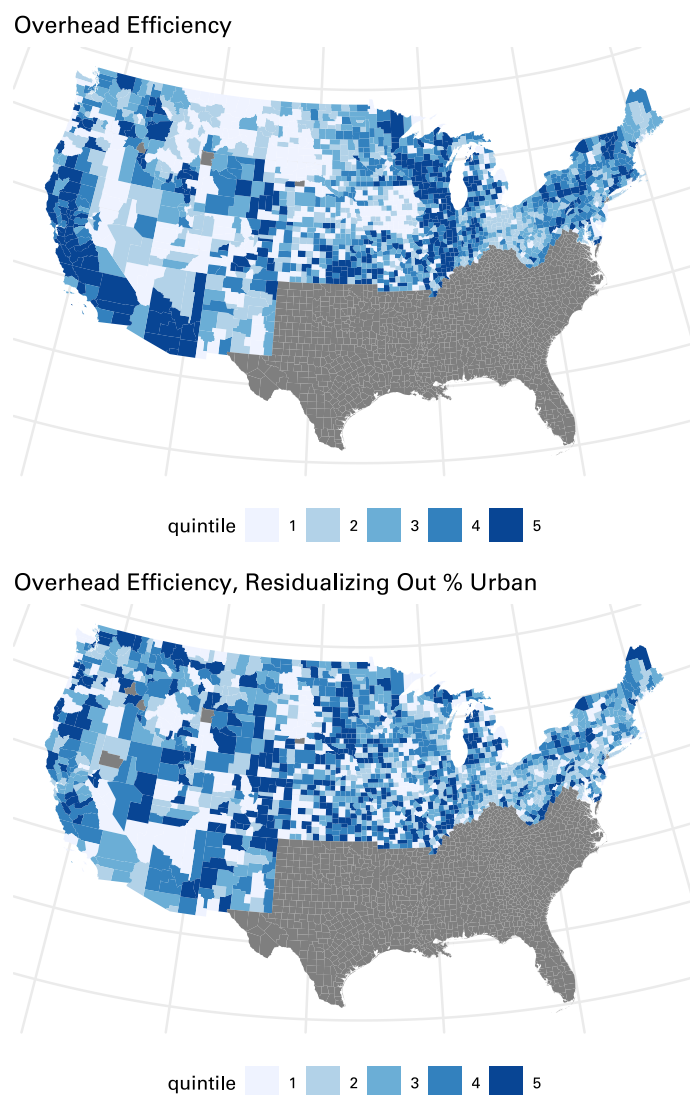 Overhead Efficiency
quintile 1 2 3 4 5
Overhead Efficiency, Residualizing Out % Urban
quintile 1 2 3 4 5